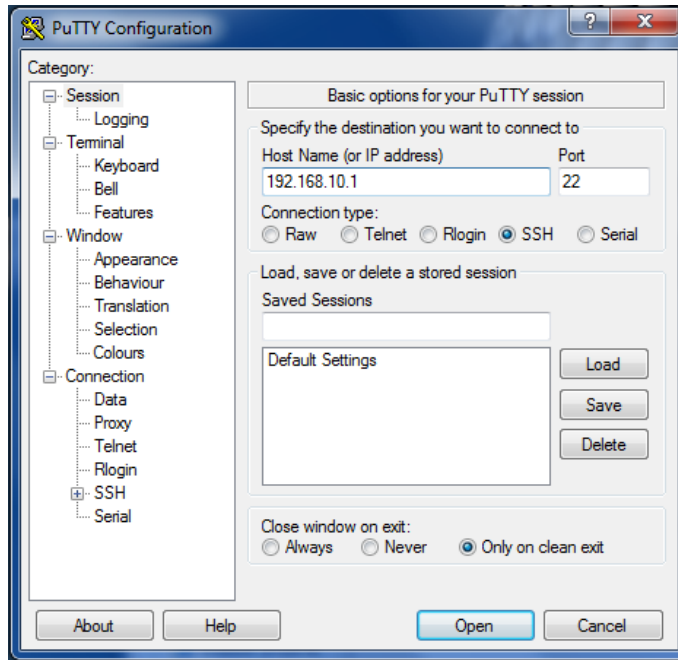 PuTTY Configuration
?
X
Category:
Session
Logging
Terminal
Keyboard
Bell
Features
Window
Appearance
Behaviour
Translation
Selection
Colours
Connection
Data
Proxy
Telnet
Rlogin
SSH
Serial
Basic options for your PuTTY session
Specify the destination you want to connect to
Host Name (or IP address) Port
192.168.10.1 22
Connection type:
Raw Telnet Rlogin SSH Serial
Load, save or delete a stored session
Saved Sessions
Default Settings
Load
Save
Delete
Close window on exit:
Always Never Only on clean exit
About Help Open Cancel